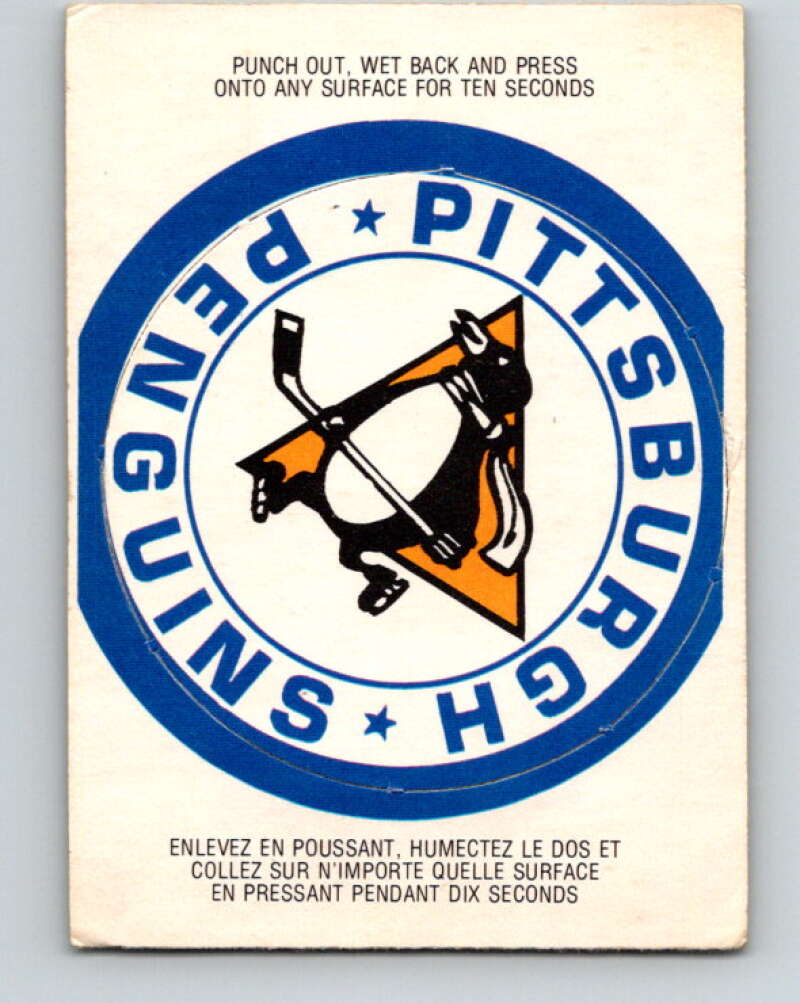 PUNCH OUT, WET BACK AND PRESS
ONTO ANY SURFACE FOR TEN SECONDS
PITTSBURGH
PENGUINS
ENLEVEZ EN POUSSANT, HUMECTEZ LE DOS ET
COLLEZ SUR N'IMPORTE QUELLE SURFACE
EN PRESSANT PENDANT DIX SECONDS